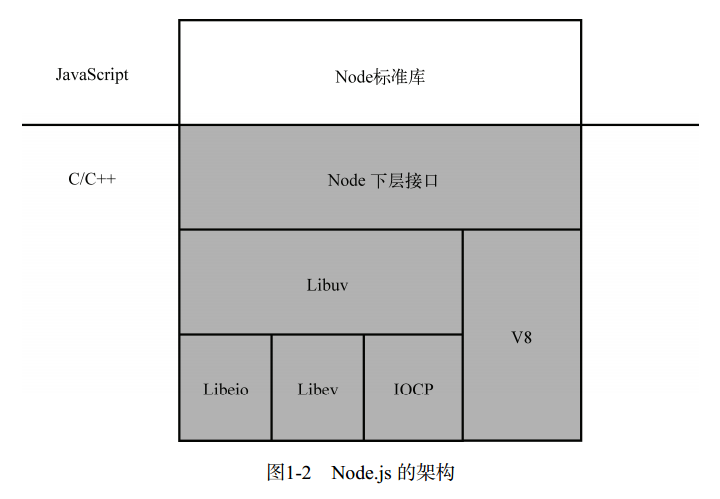 JavaScript
Node标准库
C/C++
Node 下层接口
Libuv
V8
Libeio
Libev
IOCP
图1-2 Node.js 的架构